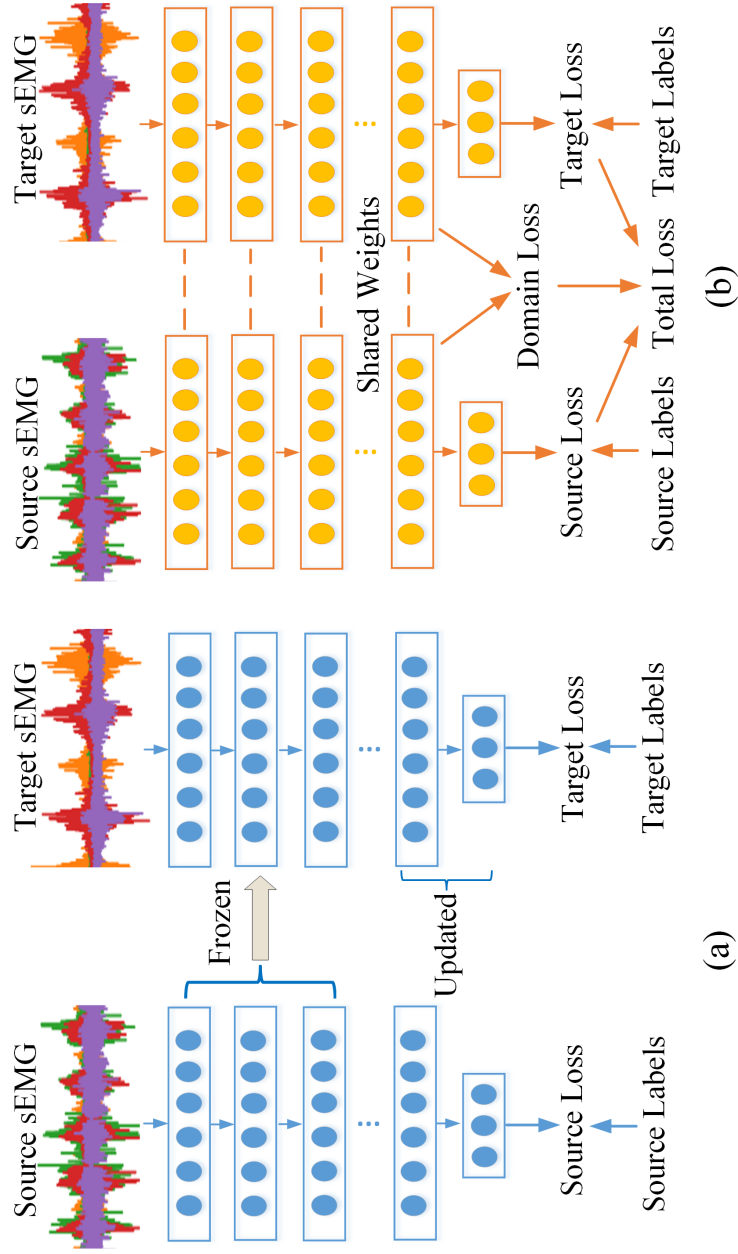 Source sEMG
Target sEMG
Frozen
...
...
Updated
Source Loss
Target Loss
Source Labels
Target Labels
(a)
Source sEMG
Target sEMG
...
...
Shared Weights
Domain Loss
Source Loss
Target Loss
Source Labels
Total Loss
Target Labels
(b)